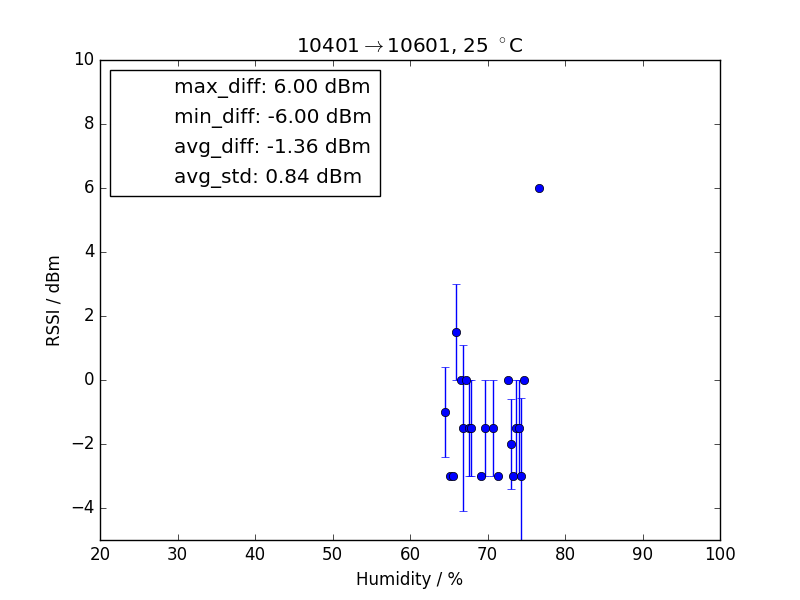 10401→10601, 25 °C
max_diff: 6.00 dBm
min_diff: -6.00 dBm
avg_diff: -1.36 dBm
avg_std: 0.84 dBm
10
8
6
4
2
0
−2
−4
RSSI / dBm
20 30 40 50 60 70 80 90 100
Humidity / %